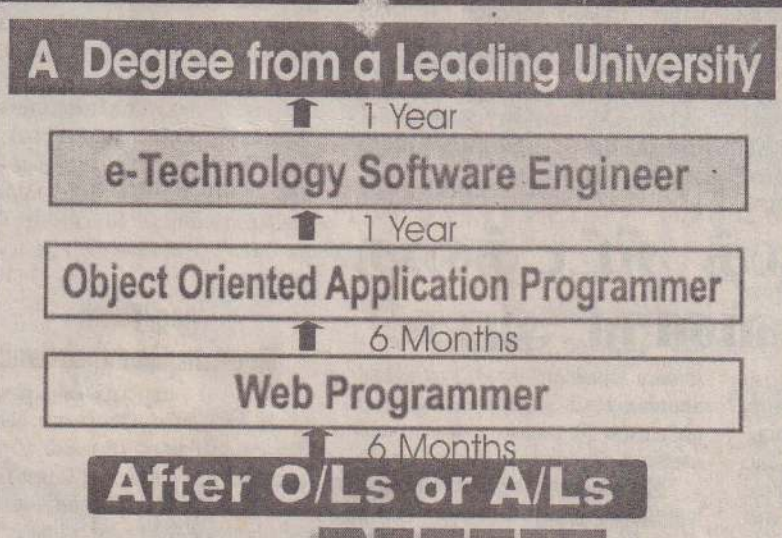 A Degree from a Leading University
1 Year
e-Technology Software Engineer
1 Year
Object Oriented Application Programmer
6 Months
Web Programmer
6 Months
After O/Ls or A/Ls